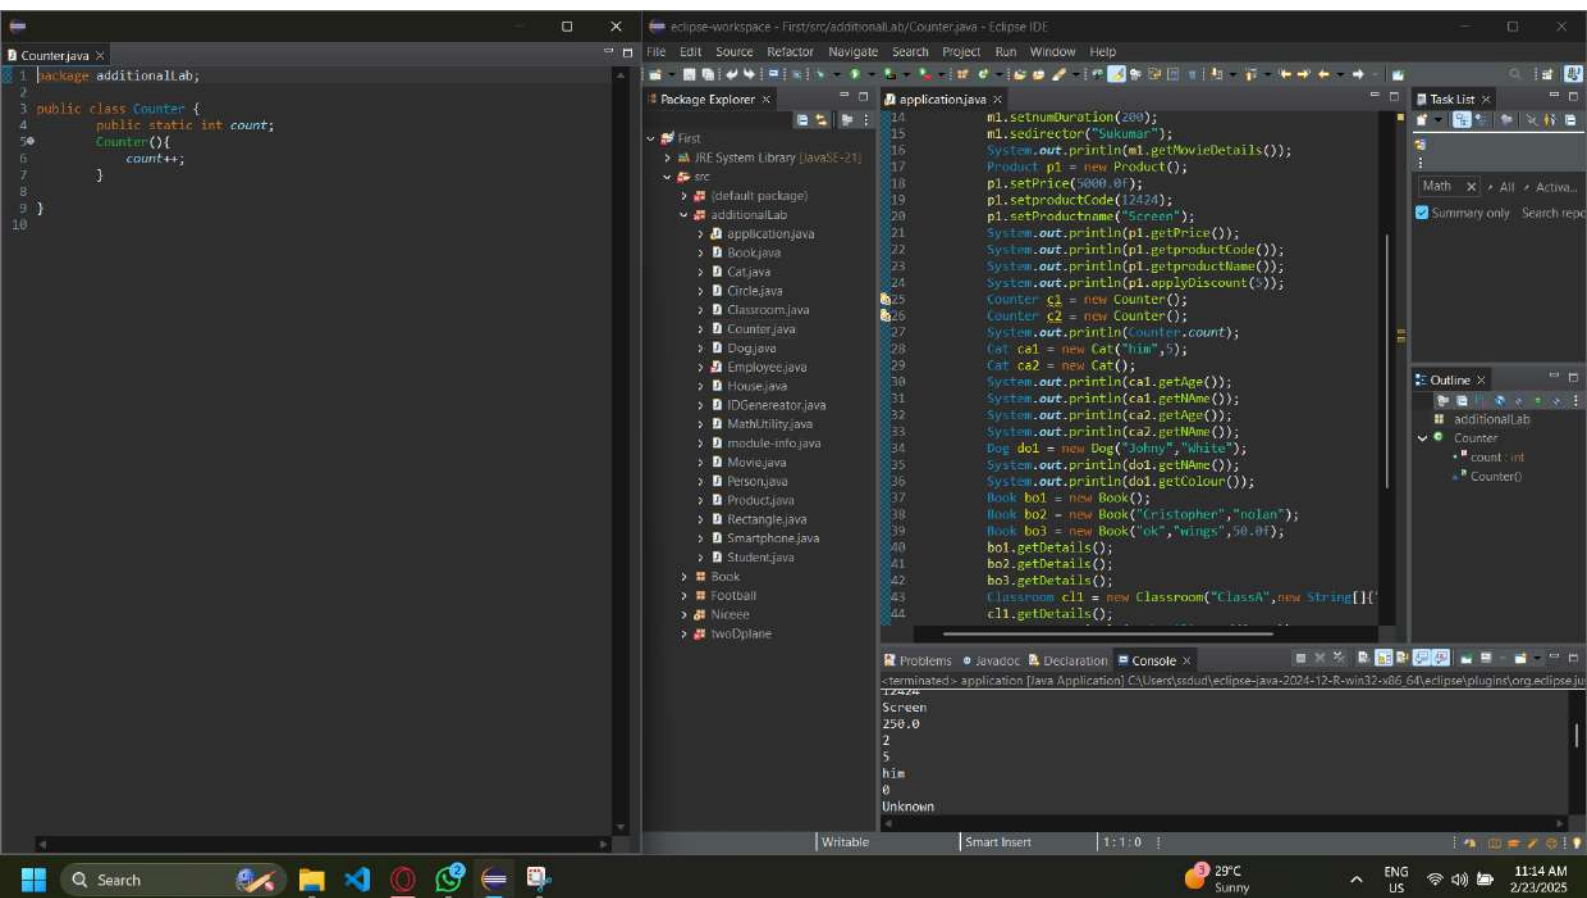 Counter.java
1 package additionalLab;
2
3 public class Counter {
4 public static int count;
5 Counter(){
6 count++;
7 }
8
9 }
10
eclipse-workspace - First/src/additionalLab/Counter.java - Eclipse IDE
File Edit Source Refactor Navigate Search Project Run Window Help
Package Explorer
First
JRE System Library [JavaSE-21]
src
(default package)
additionalLab
application.java
Book.java
Cat.java
Circle.java
Classroom.java
Counter.java
Dog.java
Employee.java
House.java
IDGenereator.java
MathUtility.java
module-info.java
Movie.java
Person.java
Product.java
Rectangle.java
Smartphone.java
Student.java
Book
Football
Niceee
twoDplane
application.java
14 m1.setnumDuration(200);
15 m1.sedirector("Sukumar");
16 System.out.println(m1.getMovieDetails());
17 Product p1 = new Product();
18 p1.setPrice(5000.0f);
19 p1.setproductCode(12424);
20 p1.setProductname("Screen");
21 System.out.println(p1.getPrice());
22 System.out.println(p1.getproductCode());
23 System.out.println(p1.getproductName());
24 System.out.println(p1.applyDiscount(5));
25 Counter c1 = new Counter();
26 Counter c2 = new Counter();
27 System.out.println(Counter.count);
28 Cat ca1 = new Cat("him",5);
29 Cat ca2 = new Cat();
30 System.out.println(ca1.getAge());
31 System.out.println(ca1.getNAme());
32 System.out.println(ca2.getAge());
33 System.out.println(ca2.getNAme());
34 Dog do1 = new Dog("Johny","White");
35 System.out.println(do1.getNAme());
36 System.out.println(do1.getColour());
37 Book bo1 = new Book();
38 Book bo2 = new Book("Cristopher","nolan");
39 Book bo3 = new Book("ok","wings",50.0f);
40 bo1.getDetails();
41 bo2.getDetails();
42 bo3.getDetails();
43 Classroom cl1 = new Classroom("ClassA",new String[]{"
44 cl1.getDetails();
Task List
Math All Activa...
Summary only Search repo
Outline
additionalLab
Counter
count : int
Counter()
Problems Javadoc Declaration Console
<terminated> application [Java Application] C:\Users\ssdud\eclipse-java-2024-12-R-win32-x86_64\eclipse\plugins\org.eclipse.ju
12424
Screen
250.0
2
5
him
0
Unknown
Writable Smart Insert 1 : 1 : 0
Search
2
3
29°C
Sunny
ENG
US
11:14 AM
2/23/2025